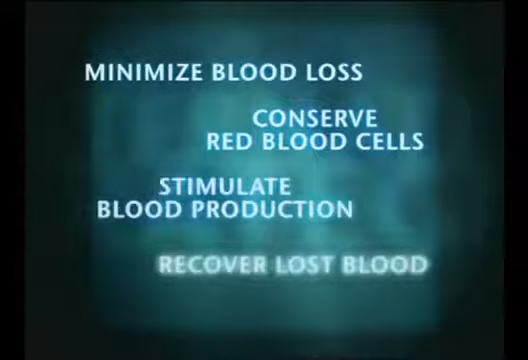 MINIMIZE BLOOD LOSS
CONSERVE
RED BLOOD CELLS
STIMULATE
BLOOD PRODUCTION
RECOVER LOST BLOOD